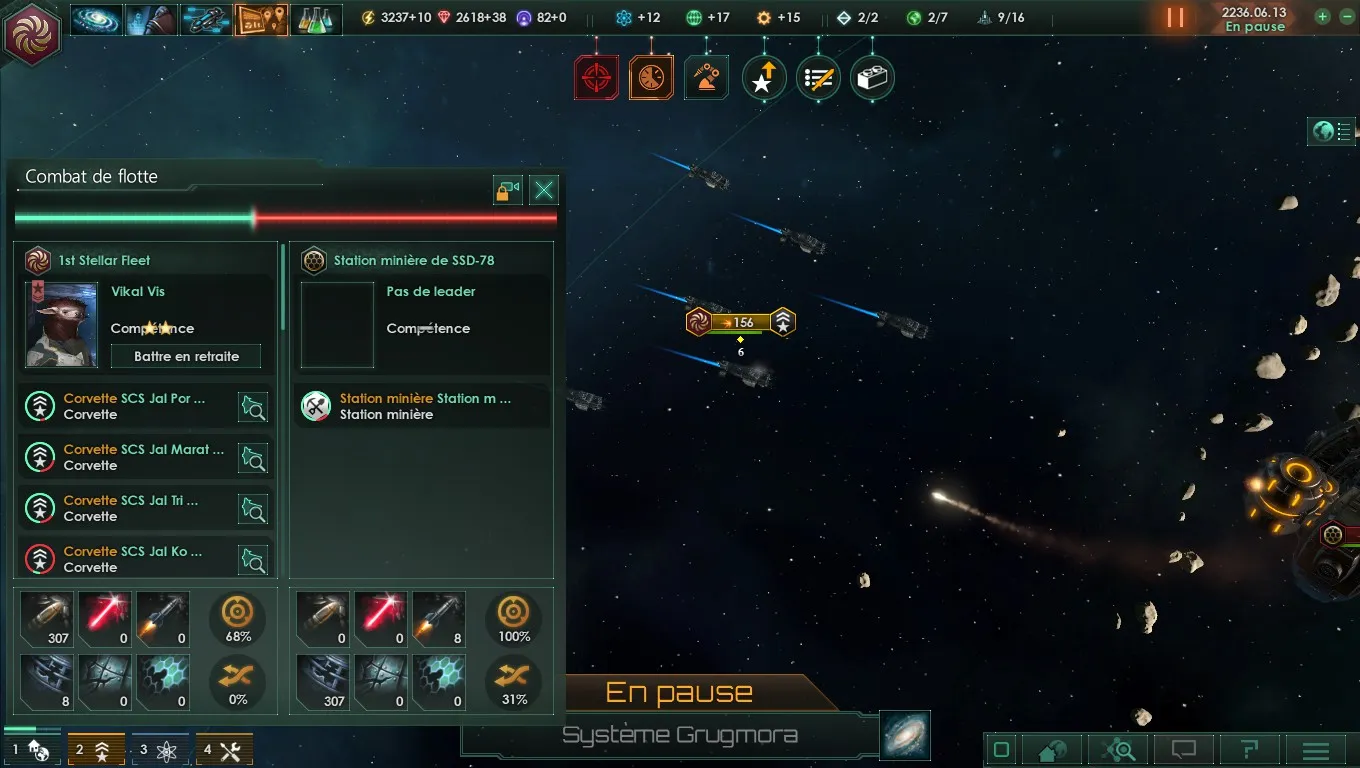 3237+10 2618+38 82+0 +12 +17 +15 2/2 2/7 9/16
2236.06.13
En pause
Combat de flotte
1st Stellar Fleet
Vikal Vis
Compétence
Battre en retraite
Corvette SCS Jal Por ...
Corvette
Corvette SCS Jal Marat ...
Corvette
Corvette SCS Jal Tri ...
Corvette
Corvette SCS Jal Ko ...
Corvette
307 0 0 68%
8 0 0 0%
Station minière de SSD-78
Pas de leader
Compétence
Station minière Station m ...
Station minière
0 0 8 100%
307 0 0 31%
156
6
En pause
Système Grugmora
1 2 3 4